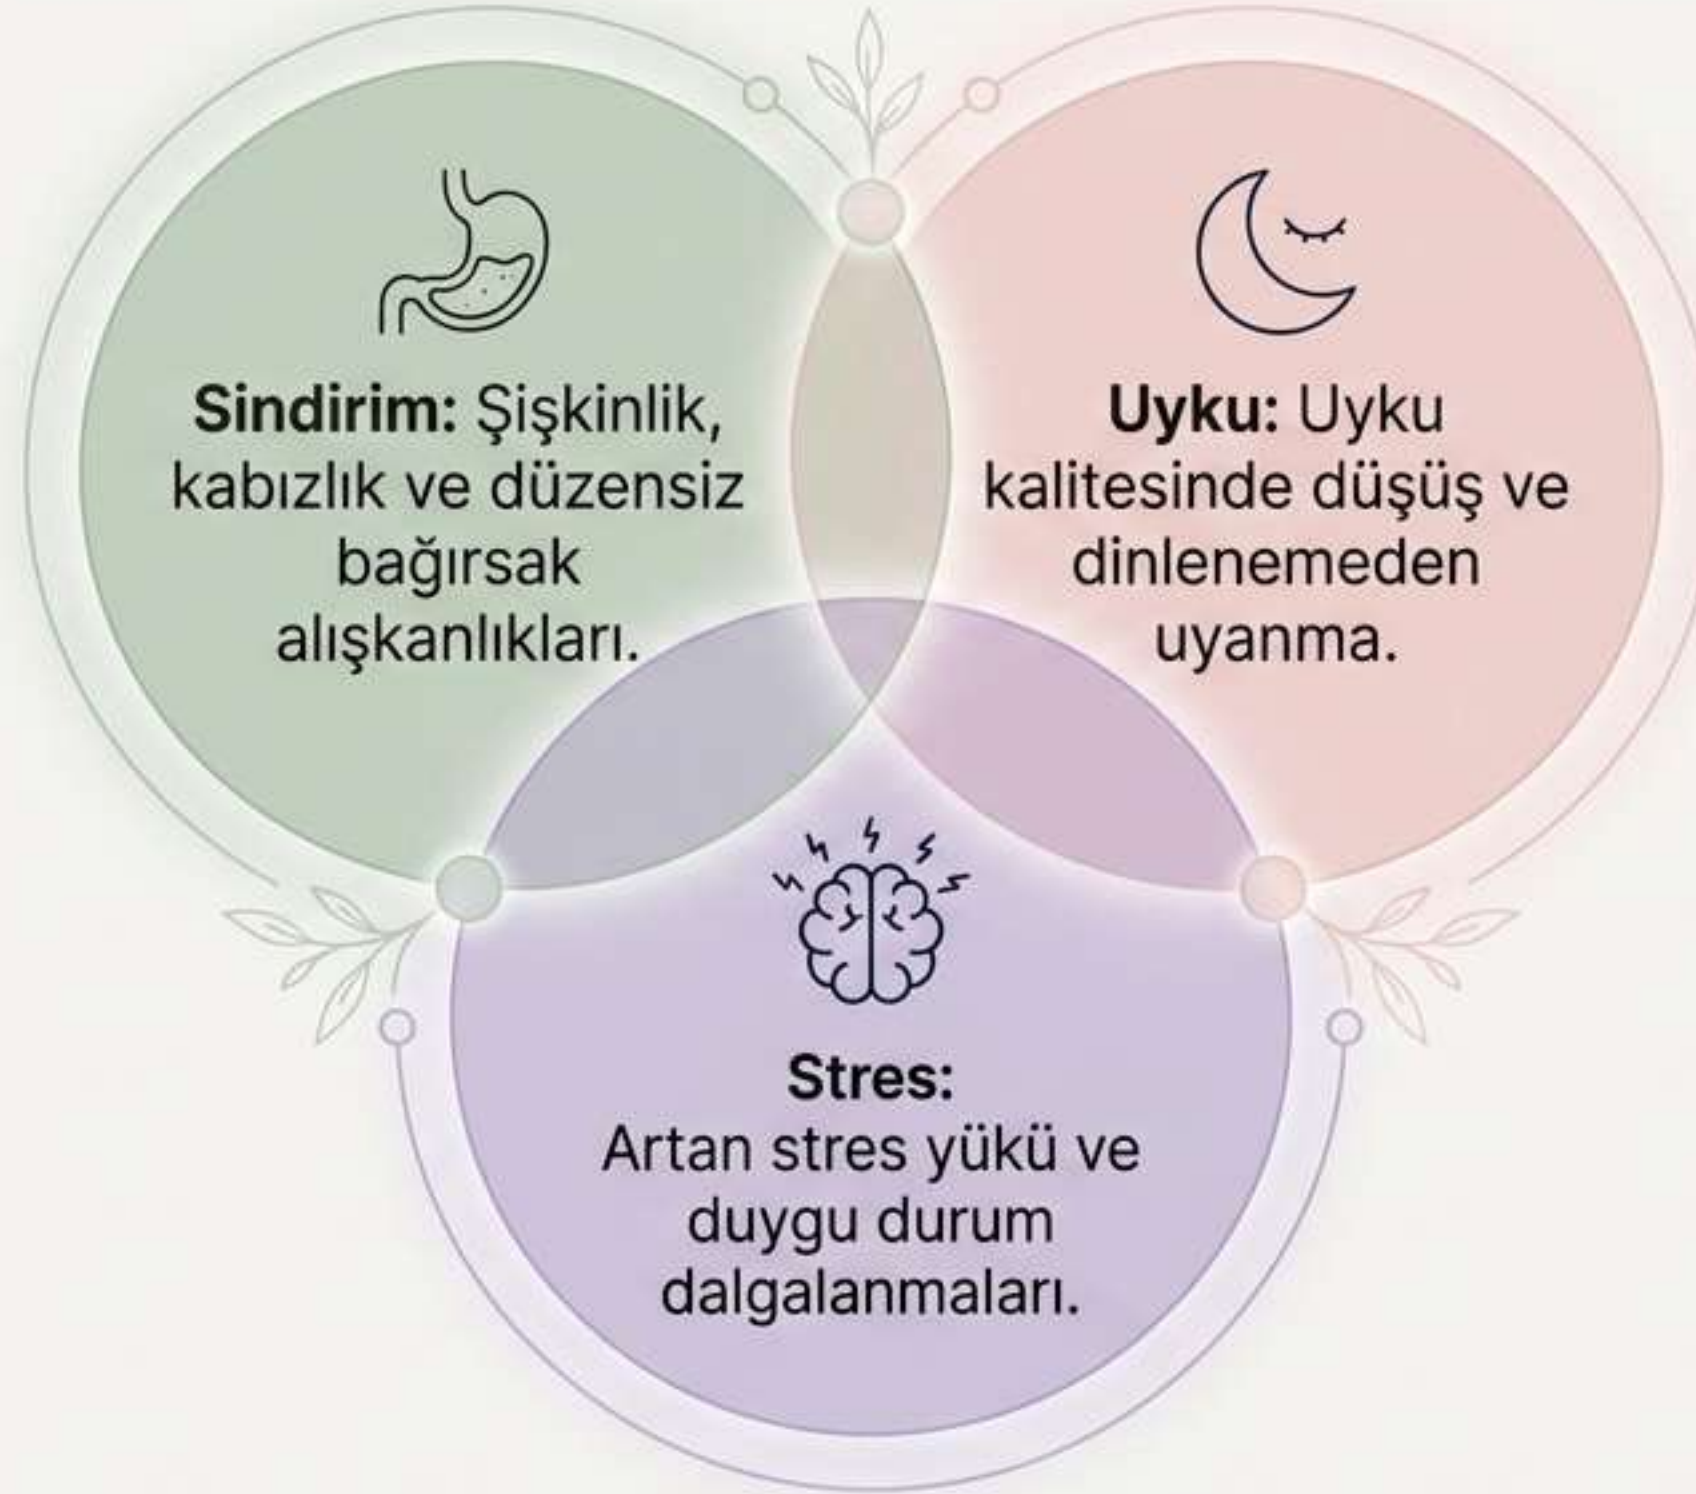 Sindirim: Şişkinlik,
kabızlık ve düzensiz
bağırsak
alışkanlıkları.
Uyku: Uyku
kalitesinde düşüş ve
dinlenemeden
uyanma.
Stres:
Artan stres yükü ve
duygu durum
dalgalanmaları.